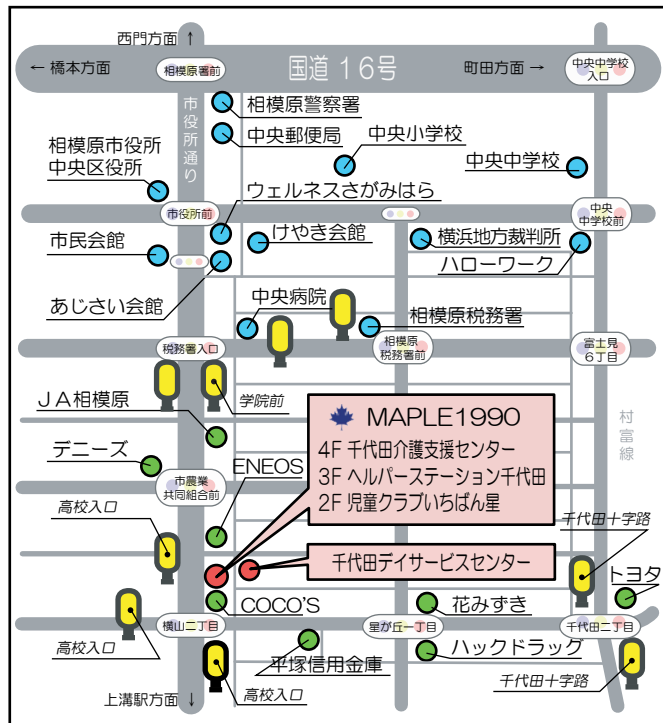 西門方面 ↑
← 橋本方面
相模原署前
国道 16号
町田方面 →
中央中学校
入口
市役所通り
相模原警察署
中央郵便局
中央小学校
中央中学校
相模原市役所
中央区役所
ウェルネスさがみはら
市役所前
中央
中学校前
市民会館
けやき会館
横浜地方裁判所
ハローワーク
あじさい会館
中央病院
相模原税務署
税務署入口
相模原
税務署前
富士見
6丁目
学院前
JA相模原
村富線
MAPLE1990
4F 千代田介護支援センター
3F ヘルパーステーション千代田
2F 児童クラブいちばん星
デニーズ
ENEOS
市農業
共同組合前
高校入口
千代田十字路
千代田デイサービスセンター
トヨタ
COCO'S
花みずき
横山二丁目
星が丘一丁目
千代田二丁目
高校入口
平塚信用金庫
ハックドラッグ
千代田十字路
高校入口
上溝駅方面 ↓